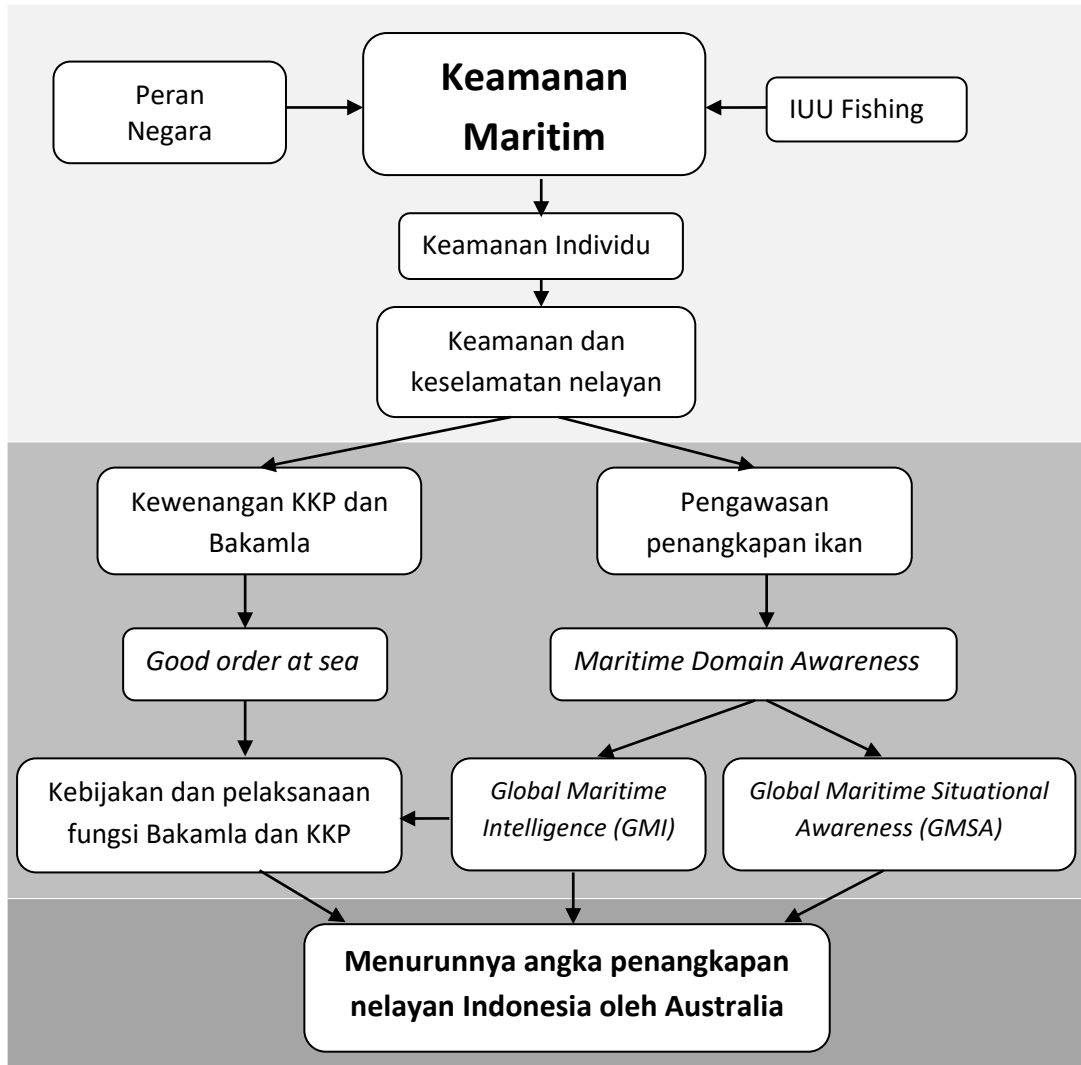 Keamanan
Maritim
Peran
Negara
IUU Fishing
Keamanan Individu
Keamanan dan
keselamatan nelayan
Kewenangan KKP dan
Bakamla
Pengawasan
penangkapan ikan
Good order at sea
Maritime Domain Awareness
Kebijakan dan pelaksanaan
fungsi Bakamla dan KKP
Global Maritime
Intelligence (GMI)
Global Maritime Situational
Awareness (GMSA)
Menurunnya angka penangkapan
nelayan Indonesia oleh Australia